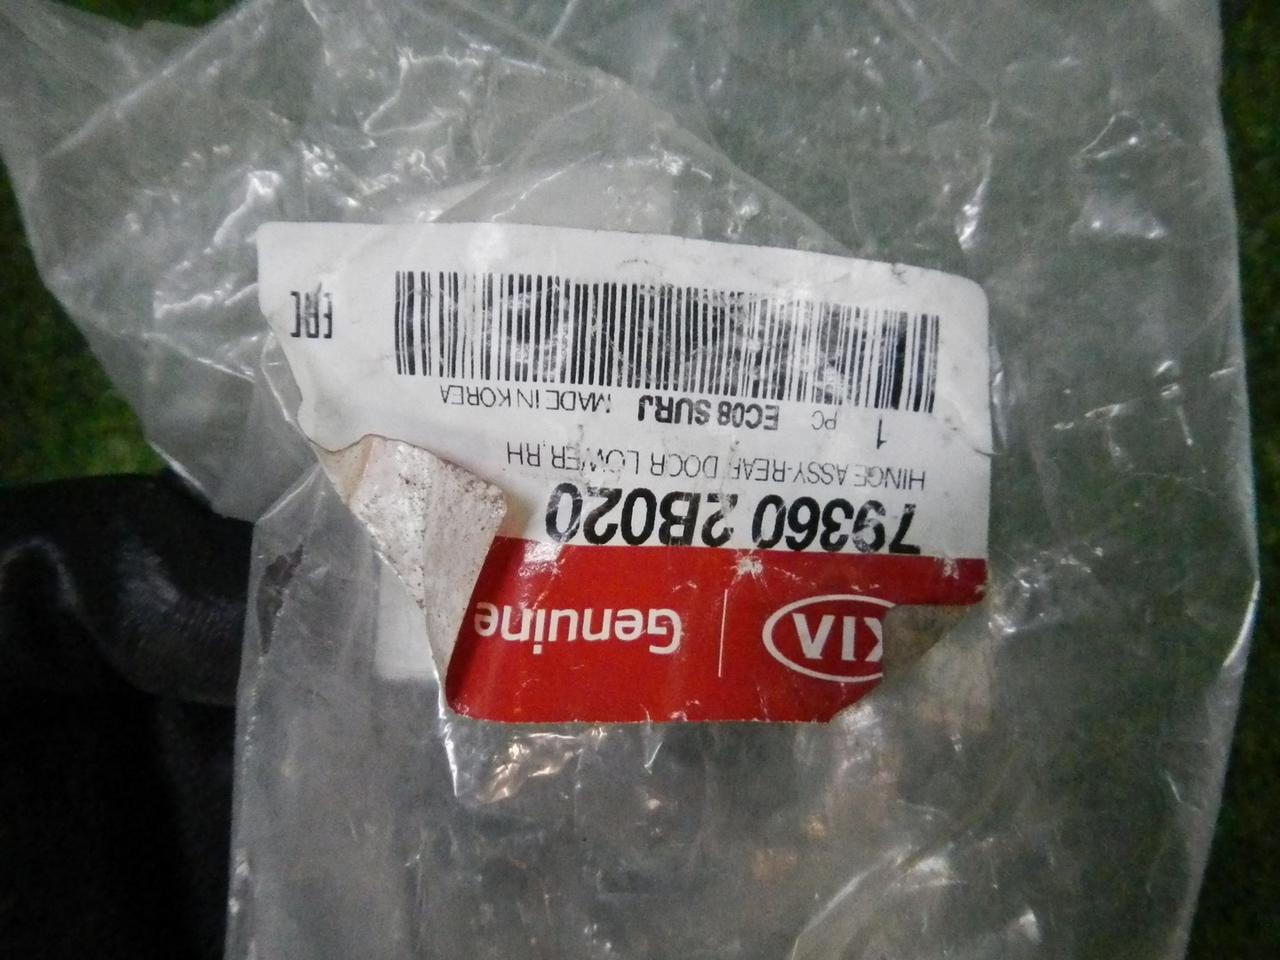 KIA Genuine
79360 2B020
HINGE ASSY-REAR DOOR LOWER,RH
1 PC EC08 SURJ MADE IN KOREA
EAC